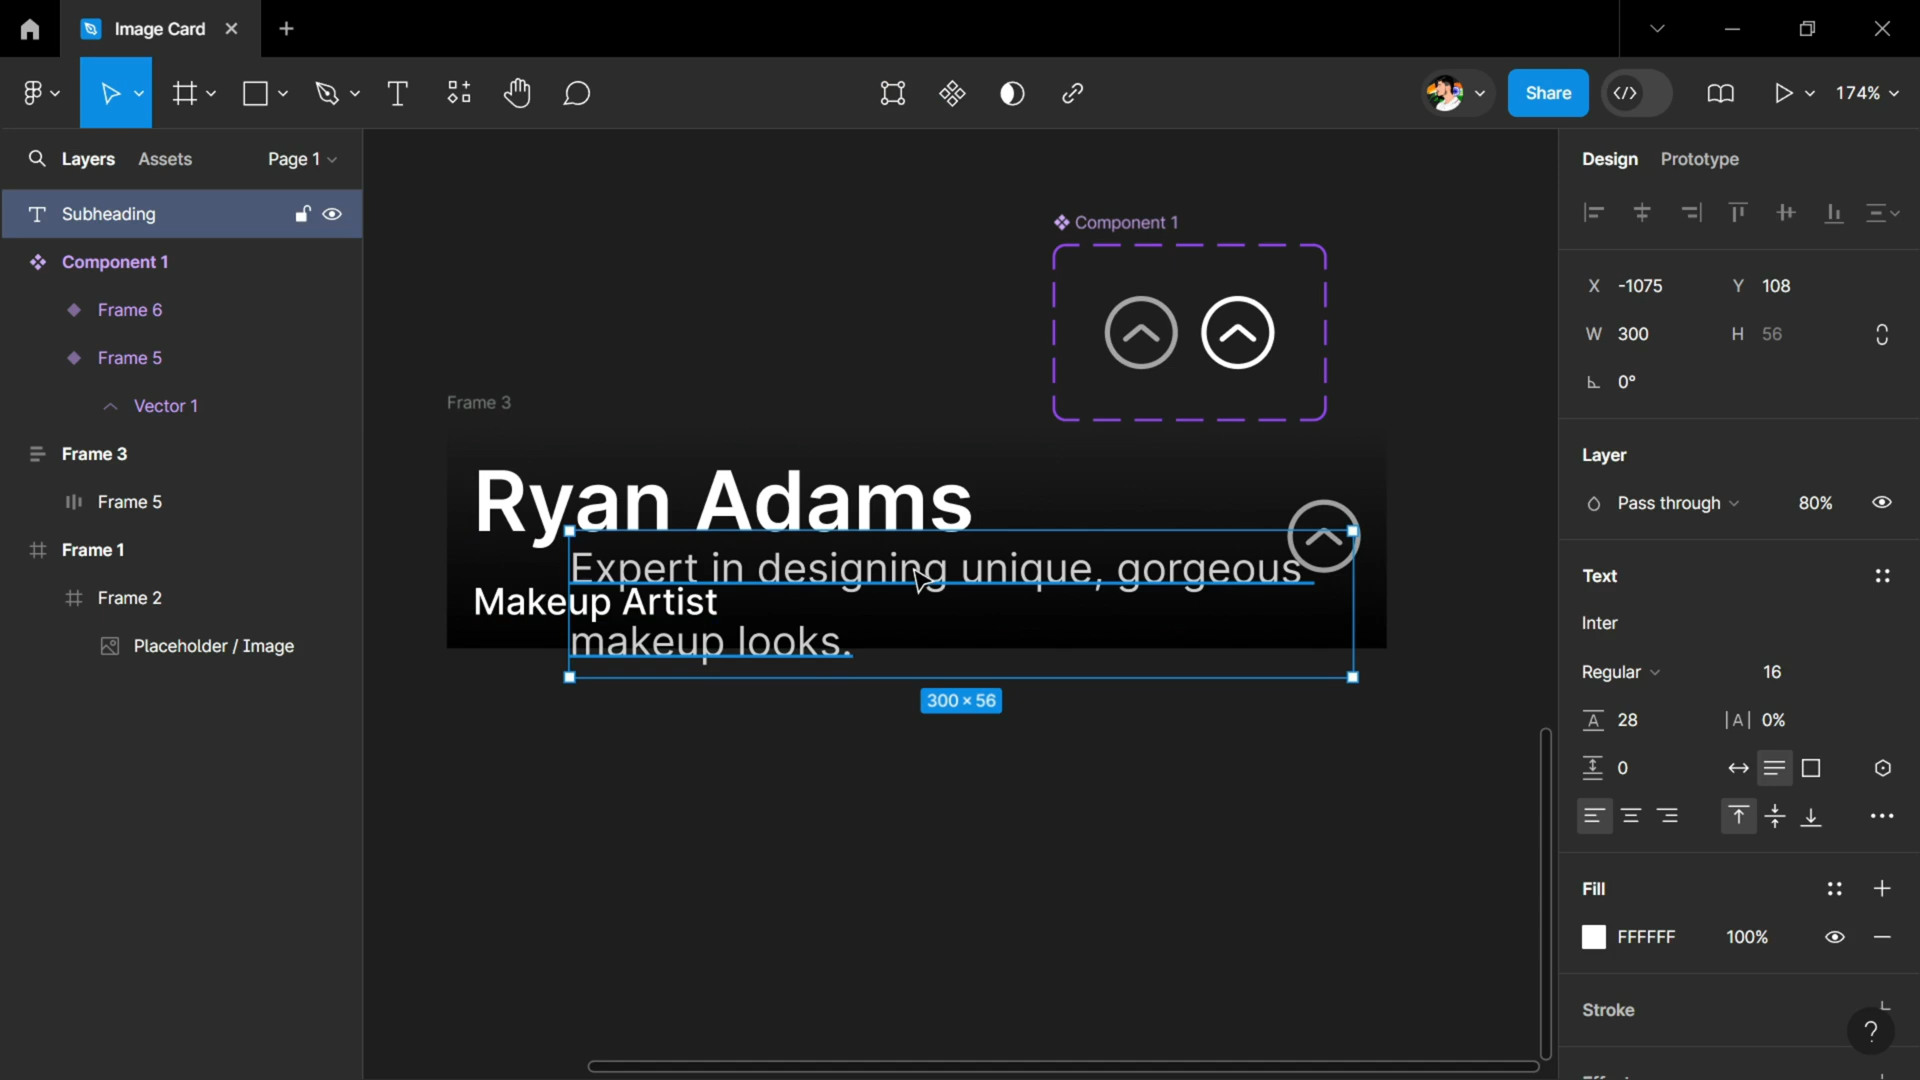 Image Card
Share
174%
Layers
Assets
Page 1
Subheading
Component 1
Frame 6
Frame 5
Vector 1
Frame 3
Frame 5
Frame 1
Frame 2
Placeholder / Image
Component 1
Frame 3
Ryan Adams
Expert in designing unique, gorgeous
Makeup Artist
makeup looks.
300 × 56
Design
Prototype
X -1075
Y 108
W 300
H 56
0°
Layer
Pass through
80%
Text
Inter
Regular
16
A 28
|A| 0%
0
Fill
FFFFFF
100%
Stroke
?